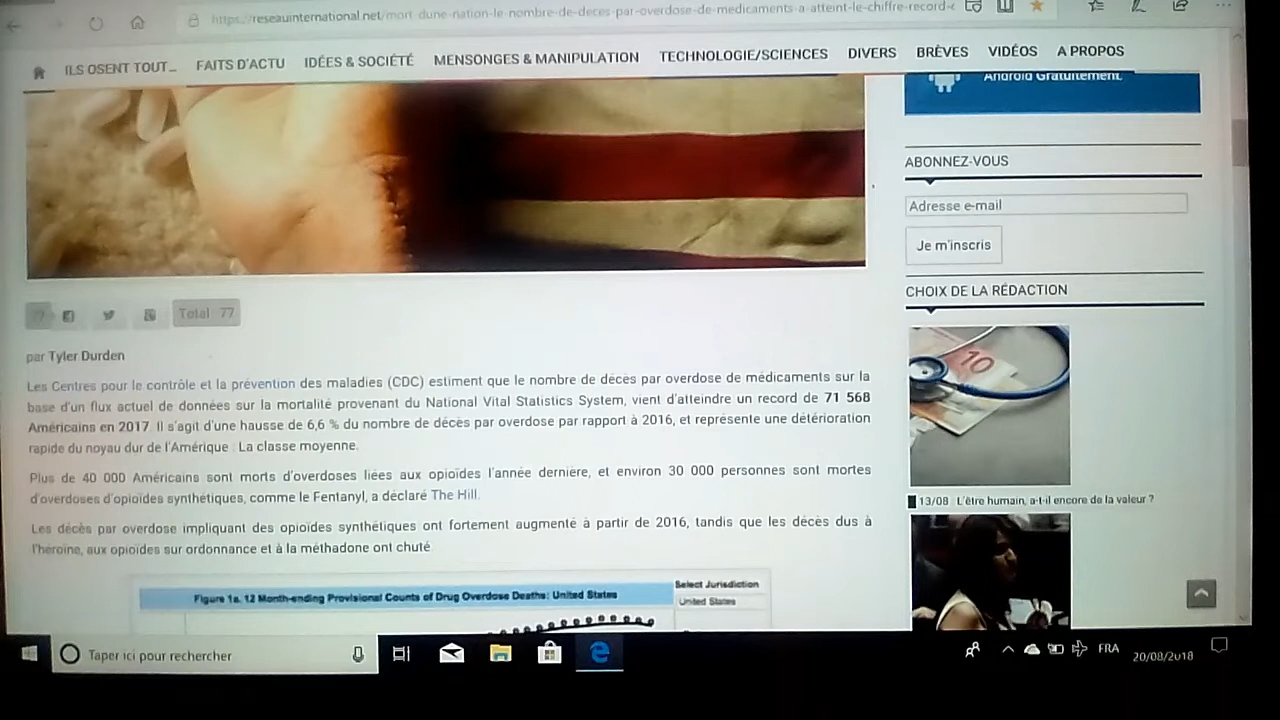 https://reseauinternational.net/mort-dune-nation-le-nombre-de-deces-par-overdose-de-medicaments-a-atteint-le-chiffre-record-
ILS OSENT TOUT... FAITS D'ACTU IDÉES & SOCIÉTÉ MENSONGES & MANIPULATION TECHNOLOGIE/SCIENCES DIVERS BRÈVES VIDÉOS A PROPOS
Android Gratuitement.
ABONNEZ-VOUS
Adresse e-mail
Je m'inscris
CHOIX DE LA RÉDACTION
10
13/08 L'être humain, a-t-il encore de la valeur ?
Total 77
par Tyler Durden
Les Centres pour le contrôle et la prévention des maladies (CDC) estiment que le nombre de décès par overdose de médicaments sur la
base d'un flux actuel de données sur la mortalité provenant du National Vital Statistics System, vient d'atteindre un record de 71 568
Américains en 2017. Il s'agit d'une hausse de 6,6 % du nombre de décès par overdose par rapport à 2016, et représente une détérioration
rapide du noyau dur de l'Amérique : La classe moyenne.
Plus de 40 000 Américains sont morts d'overdoses liées aux opioïdes l'année dernière, et environ 30 000 personnes sont mortes
d'overdoses d'opioïdes synthétiques, comme le Fentanyl, a déclaré The Hill.
Les décès par overdose impliquant des opioïdes synthétiques ont fortement augmenté à partir de 2016, tandis que les décès dus à
l'héroïne, aux opioïdes sur ordonnance et à la méthadone ont chuté
Figure 1a. 12 Month-ending Provisional Counts of Drug Overdose Deaths: United States
Select Jurisdiction
United States
Taper ici pour rechercher
FRA
20/08/2018